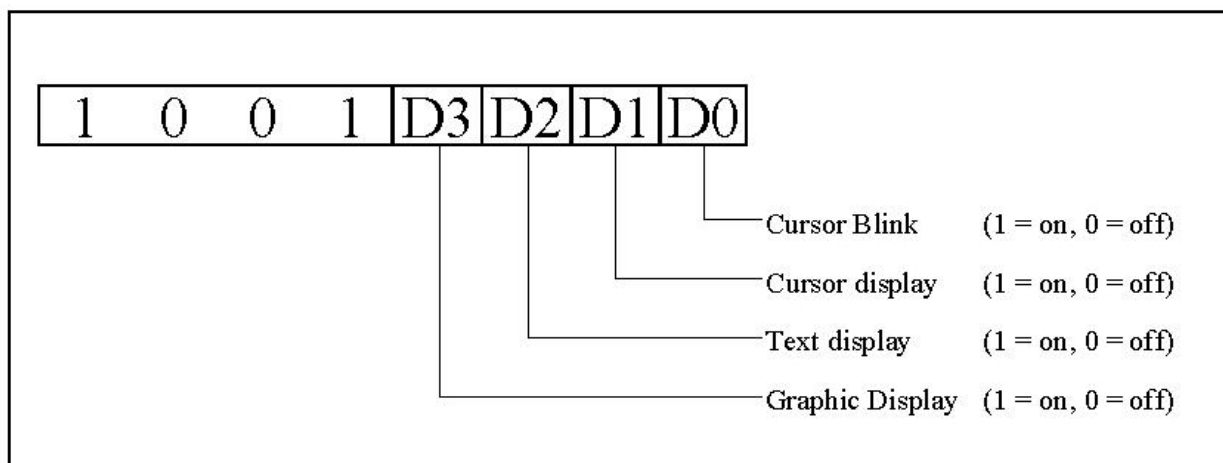 1 0 0 1 D3 D2 D1 D0
Cursor Blink (1 = on, 0 = off)
Cursor display (1 = on, 0 = off)
Text display (1 = on, 0 = off)
Graphic Display (1 = on, 0 = off)